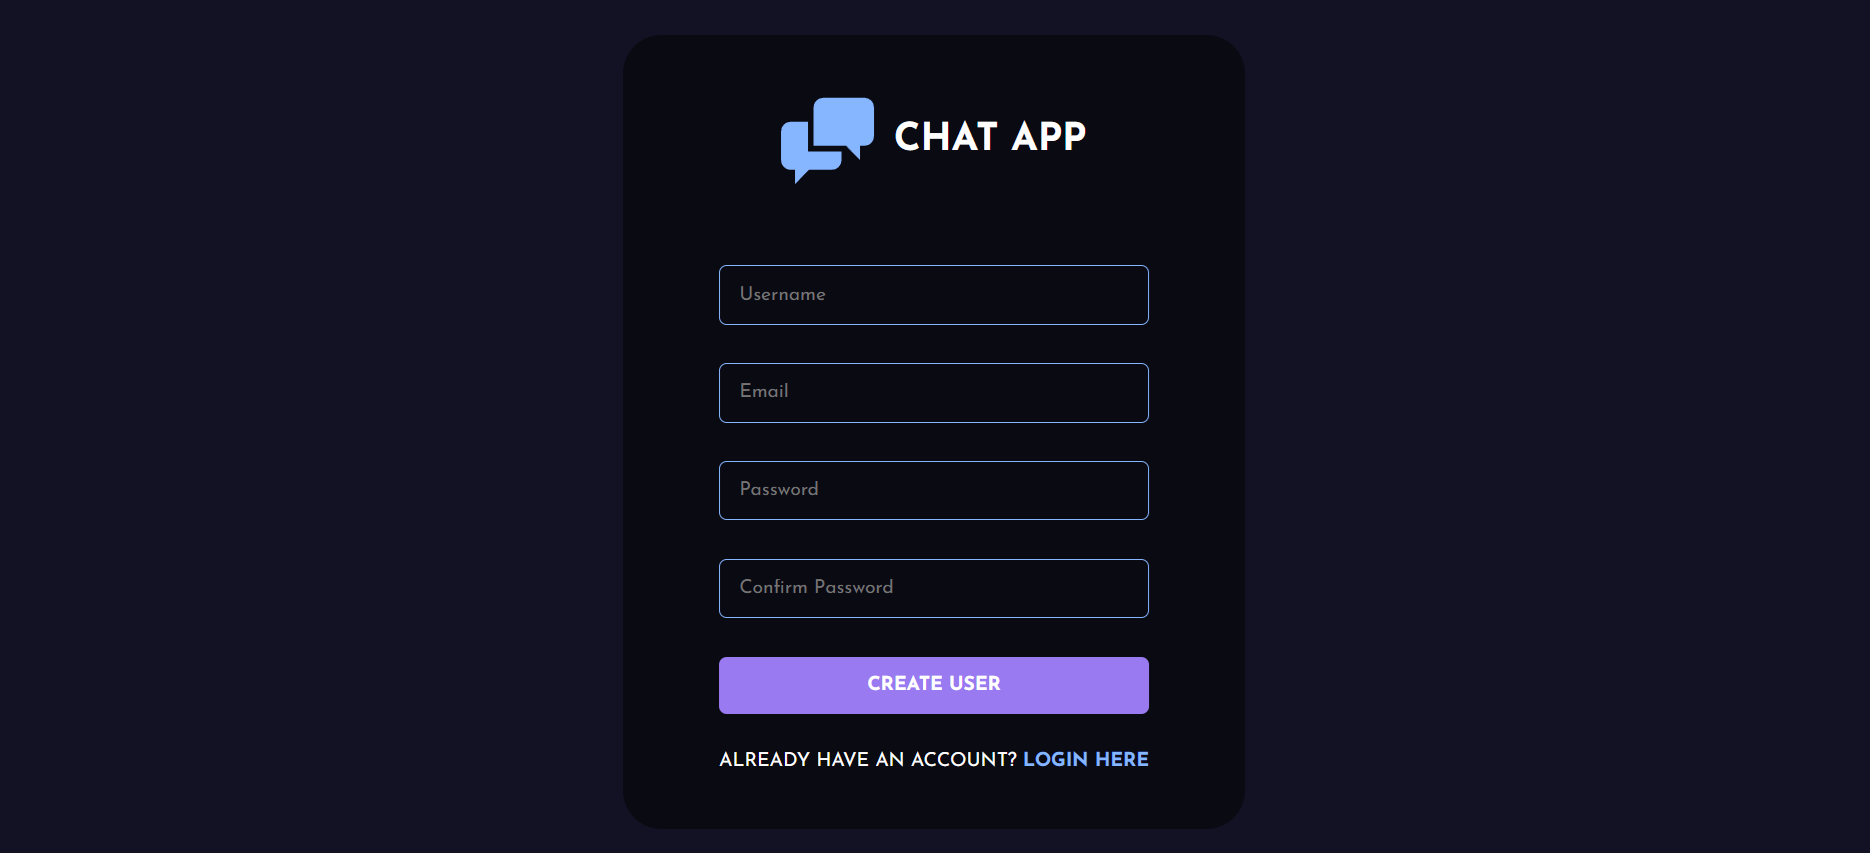 CHAT APP
Username
Email
Password
Confirm Password
CREATE USER
ALREADY HAVE AN ACCOUNT? LOGIN HERE